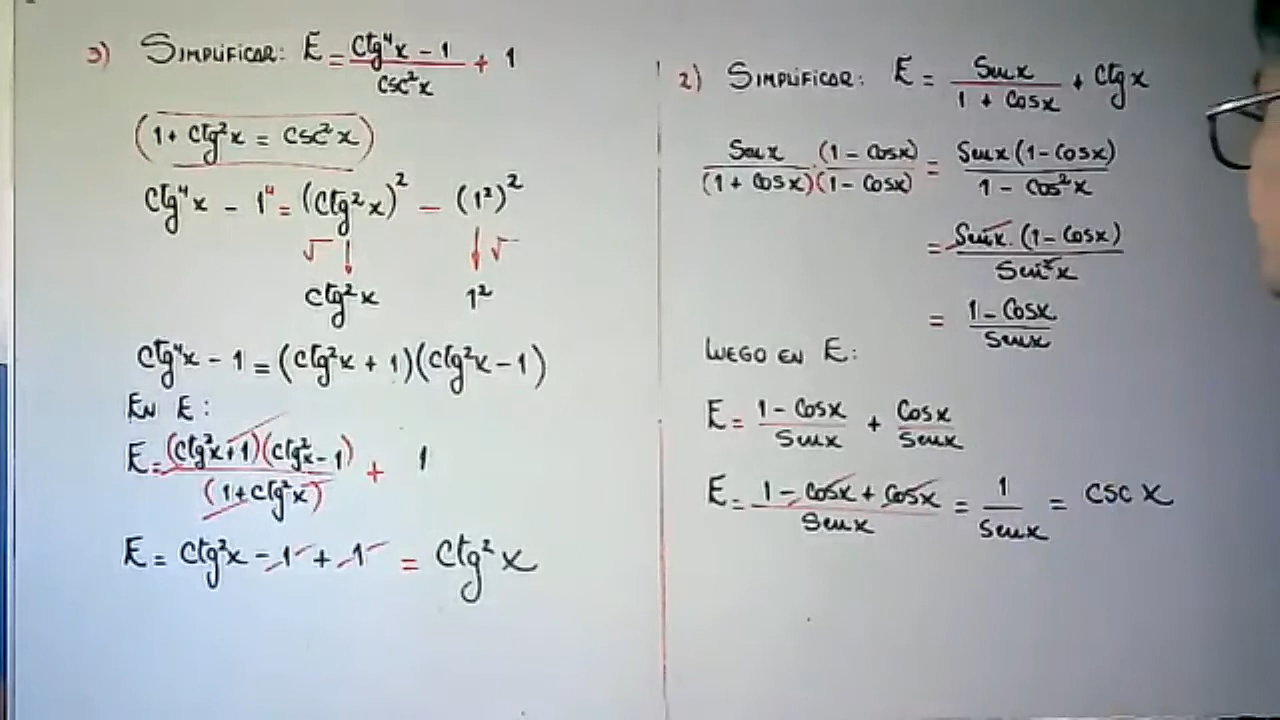 3) SIMPLIFICAR: E = (Ctg⁴x - 1)/(csc²x) + 1
(1 + Ctg²x = csc²x)
Ctg⁴x - 1⁴ = (Ctg²x)² - (1²)²
√ ↓ ↓ √
ctg²x 1²
Ctg⁴x - 1 = (Ctg²x + 1)(Ctg²x - 1)
EN E:
E = (Ctg²x+1)(Ctg²x - 1)/(1+Ctg²x) + 1
E = Ctg²x - 1 + 1 = Ctg²x
2) SIMPLIFICAR: E = Senx/(1 + Cosx) + Ctgx
Senx/(1 + Cosx) · (1 - Cosx)/(1 - Cosx) = Senx(1-Cosx)/(1 - Cos²x)
= Senx.(1-Cosx)/Sen²x
= (1-Cosx)/Senx
LUEGO EN E:
E = (1-Cosx)/Senx + Cosx/Senx
E = (1-Cosx+Cosx)/Senx = 1/Senx = CSC X